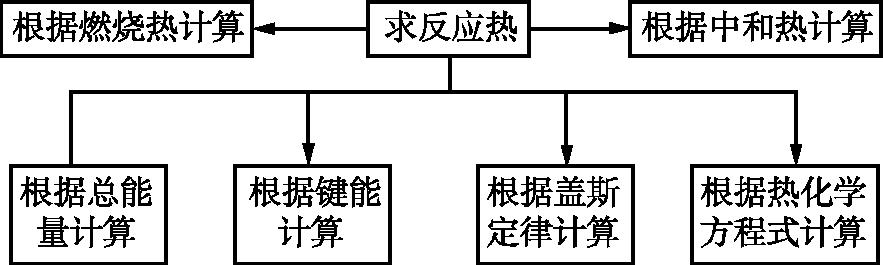 根据燃烧热计算
求反应热
根据中和热计算
根据总能
量计算
根据键能
计算
根据盖斯
定律计算
根据热化学
方程式计算